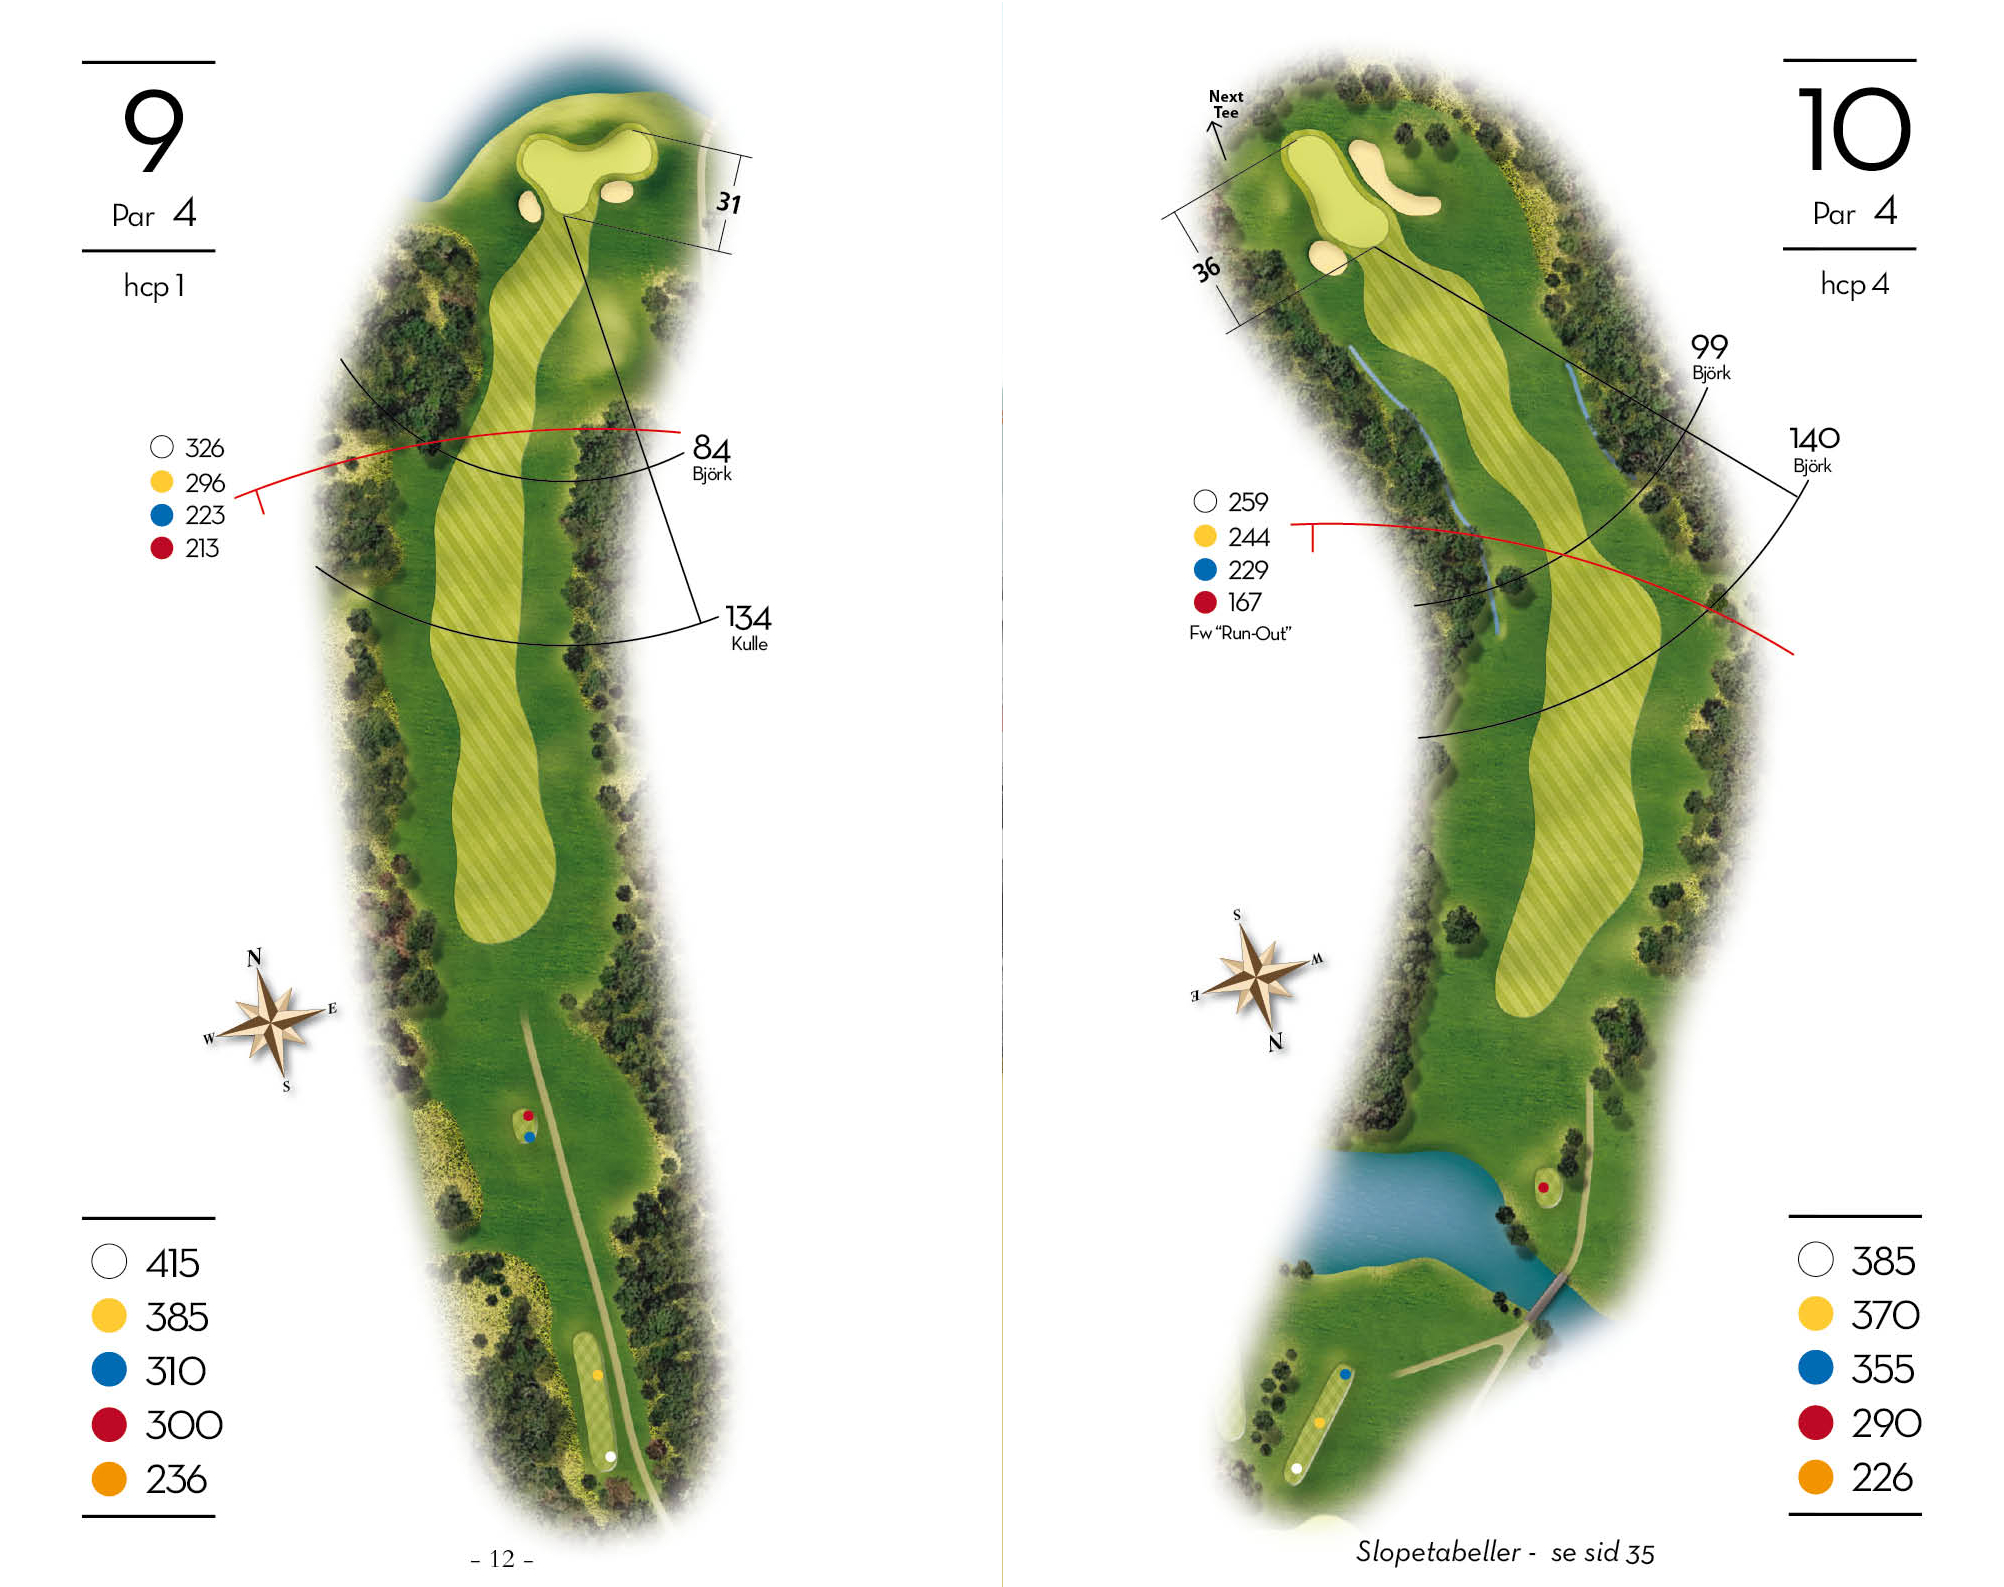 9
Par 4
hcp 1
31
326
296
223
213
84
Björk
134
Kulle
N
E
W
S
415
385
310
300
236
- 12 -
10
Par 4
hcp 4
Next
Tee
36
99
Björk
140
Björk
259
244
229
167
Fw “Run-Out”
S
W
E
N
385
370
355
290
226
Slopetabeller - se sid 35